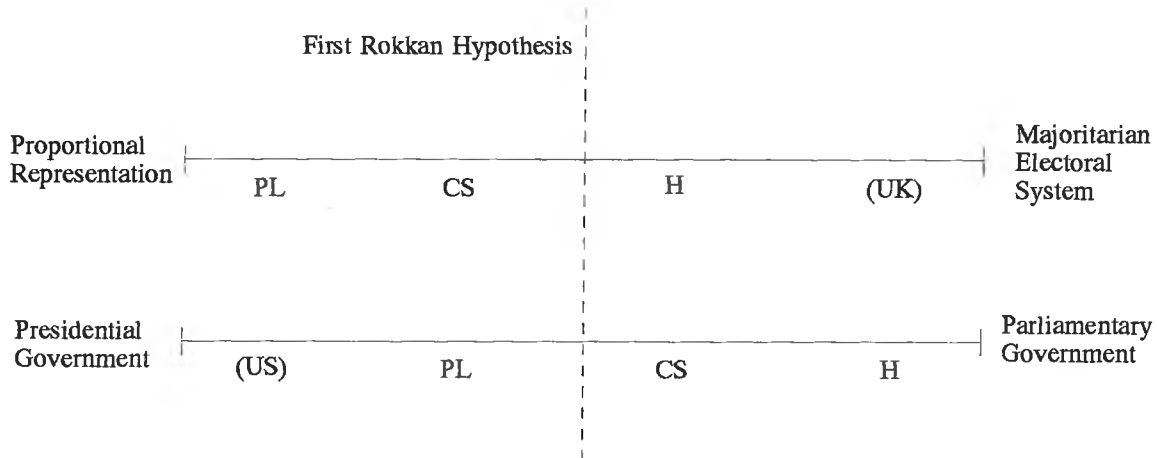 First Rokkan Hypothesis
Proportional
Representation
Majoritarian
Electoral
System
PL
CS
H
(UK)
Presidential
Government
Parliamentary
Government
(US)
PL
CS
H